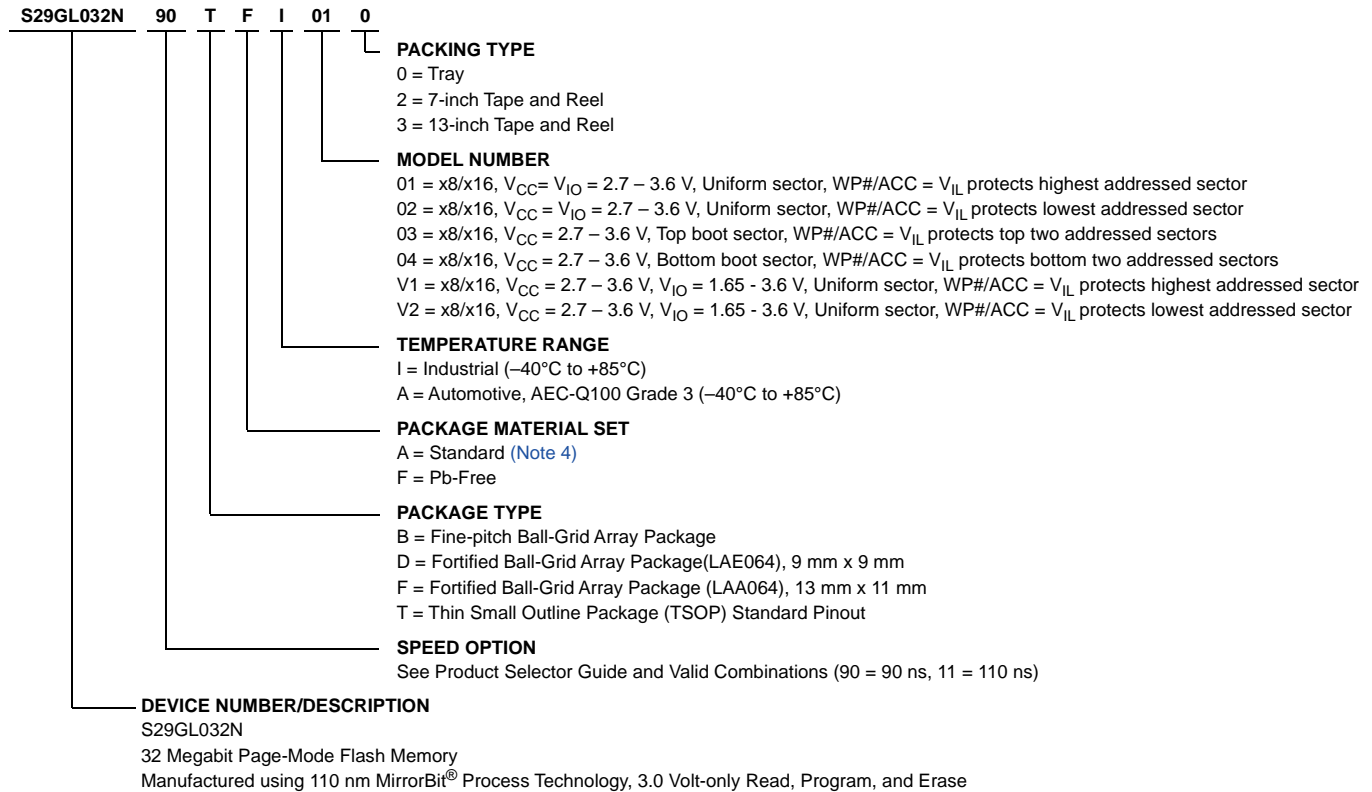 S29GL032N 90 T F I 01 0
PACKING TYPE
0 = Tray
2 = 7-inch Tape and Reel
3 = 13-inch Tape and Reel
MODEL NUMBER
01 = x8/x16, VCC= VIO = 2.7 – 3.6 V, Uniform sector, WP#/ACC = VIL protects highest addressed sector
02 = x8/x16, VCC = VIO = 2.7 – 3.6 V, Uniform sector, WP#/ACC = VIL protects lowest addressed sector
03 = x8/x16, VCC = 2.7 – 3.6 V, Top boot sector, WP#/ACC = VIL protects top two addressed sectors
04 = x8/x16, VCC = 2.7 – 3.6 V, Bottom boot sector, WP#/ACC = VIL protects bottom two addressed sectors
V1 = x8/x16, VCC = 2.7 – 3.6 V, VIO = 1.65 - 3.6 V, Uniform sector, WP#/ACC = VIL protects highest addressed sector
V2 = x8/x16, VCC = 2.7 – 3.6 V, VIO = 1.65 - 3.6 V, Uniform sector, WP#/ACC = VIL protects lowest addressed sector
TEMPERATURE RANGE
I = Industrial (–40°C to +85°C)
A = Automotive, AEC-Q100 Grade 3 (–40°C to +85°C)
PACKAGE MATERIAL SET
A = Standard (Note 4)
F = Pb-Free
PACKAGE TYPE
B = Fine-pitch Ball-Grid Array Package
D = Fortified Ball-Grid Array Package(LAE064), 9 mm x 9 mm
F = Fortified Ball-Grid Array Package (LAA064), 13 mm x 11 mm
T = Thin Small Outline Package (TSOP) Standard Pinout
SPEED OPTION
See Product Selector Guide and Valid Combinations (90 = 90 ns, 11 = 110 ns)
DEVICE NUMBER/DESCRIPTION
S29GL032N
32 Megabit Page-Mode Flash Memory
Manufactured using 110 nm MirrorBit® Process Technology, 3.0 Volt-only Read, Program, and Erase